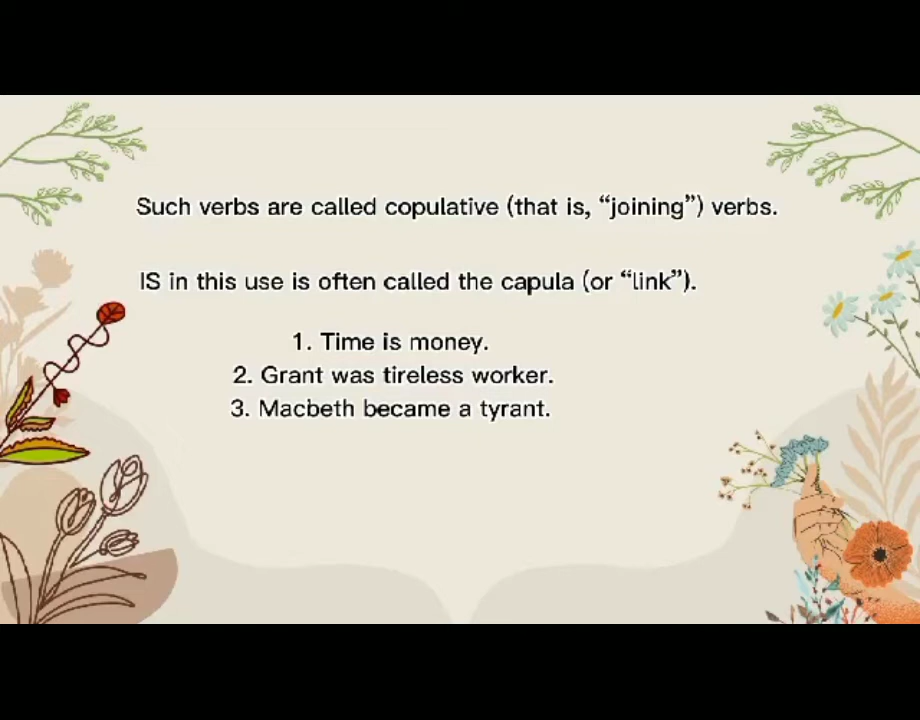 Such verbs are called copulative (that is, “joining”) verbs.
IS in this use is often called the capula (or “link”).
1. Time is money.
2. Grant was tireless worker.
3. Macbeth became a tyrant.